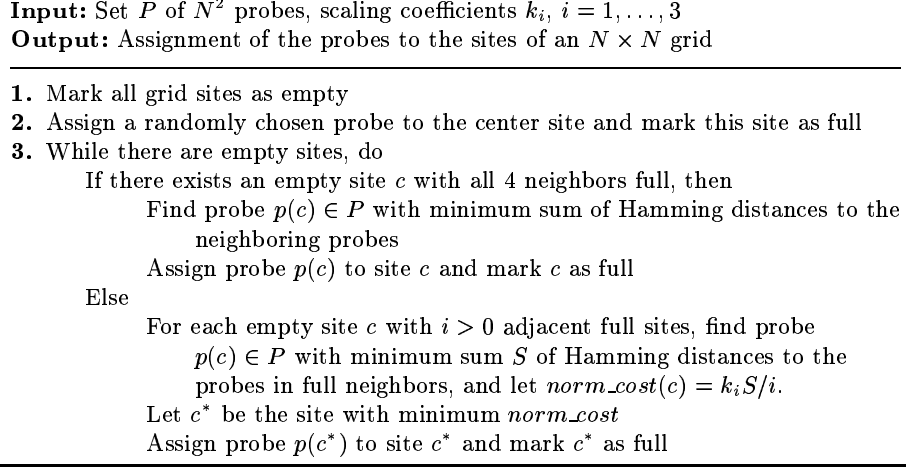 Input: Set P of N² probes, scaling coefficients kᵢ, i = 1, . . . , 3
Output: Assignment of the probes to the sites of an N × N grid
1. Mark all grid sites as empty
2. Assign a randomly chosen probe to the center site and mark this site as full
3. While there are empty sites, do
If there exists an empty site c with all 4 neighbors full, then
Find probe p(c) ∈ P with minimum sum of Hamming distances to the
neighboring probes
Assign probe p(c) to site c and mark c as full
Else
For each empty site c with i > 0 adjacent full sites, find probe
p(c) ∈ P with minimum sum S of Hamming distances to the
probes in full neighbors, and let norm_cost(c) = kᵢS/i.
Let c* be the site with minimum norm_cost
Assign probe p(c*) to site c* and mark c* as full